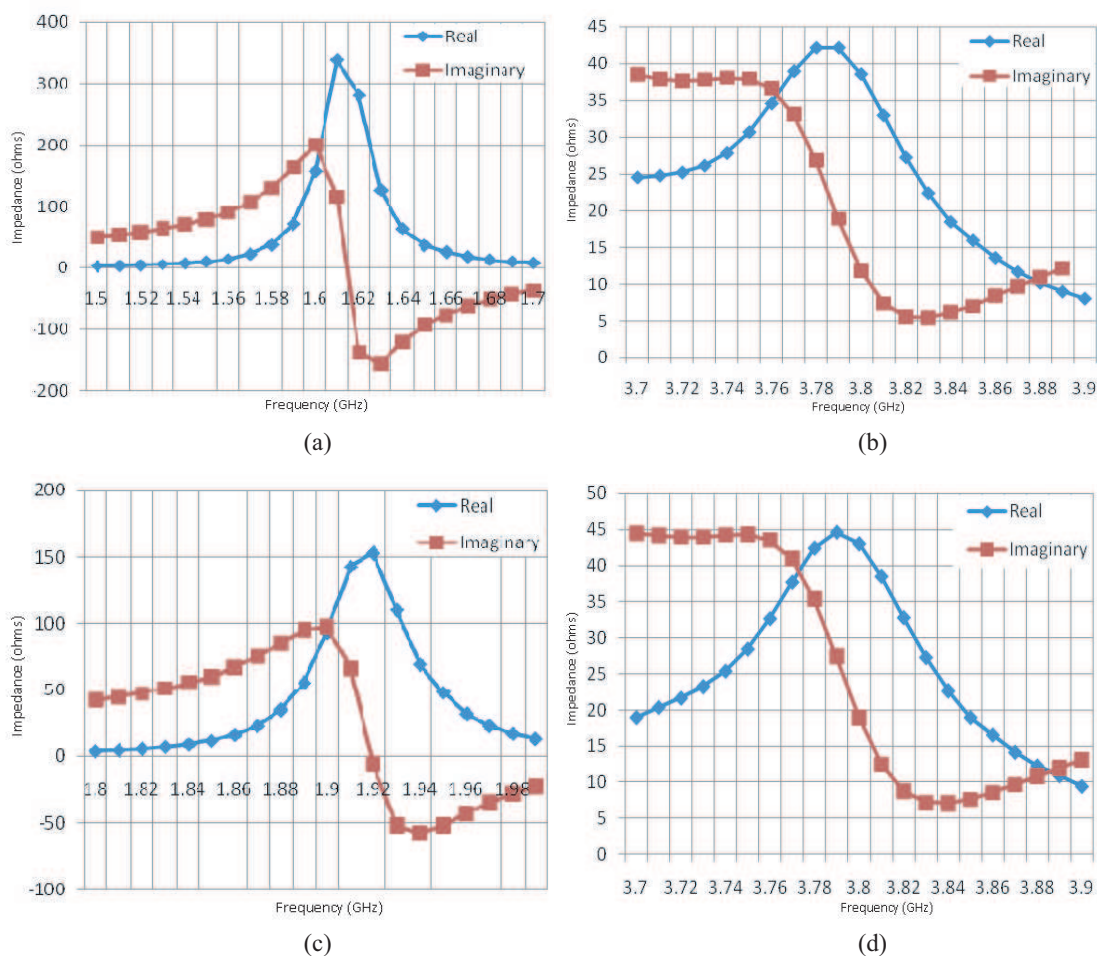 400
300
200
100
0
-100
-200
Impedance (ohms)
Real
Imaginary
1.5 1.52 1.54 1.56 1.58 1.6 1.62 1.64 1.66 1.68 1.7
Frequency (GHz)
(a)
45
40
35
30
25
20
15
10
5
0
Impedance (ohms)
Real
Imaginary
3.7 3.72 3.74 3.76 3.78 3.8 3.82 3.84 3.86 3.88 3.9
Frequency (GHz)
(b)
200
150
100
50
0
-50
-100
Impedance (ohms)
Real
Imaginary
1.8 1.82 1.84 1.86 1.88 1.9 1.92 1.94 1.96 1.98
Frequency (GHz)
(c)
50
45
40
35
30
25
20
15
10
5
0
Impedance (ohms)
Real
Imaginary
3.7 3.72 3.74 3.76 3.78 3.8 3.82 3.84 3.86 3.88 3.9
Frequency (GHz)
(d)